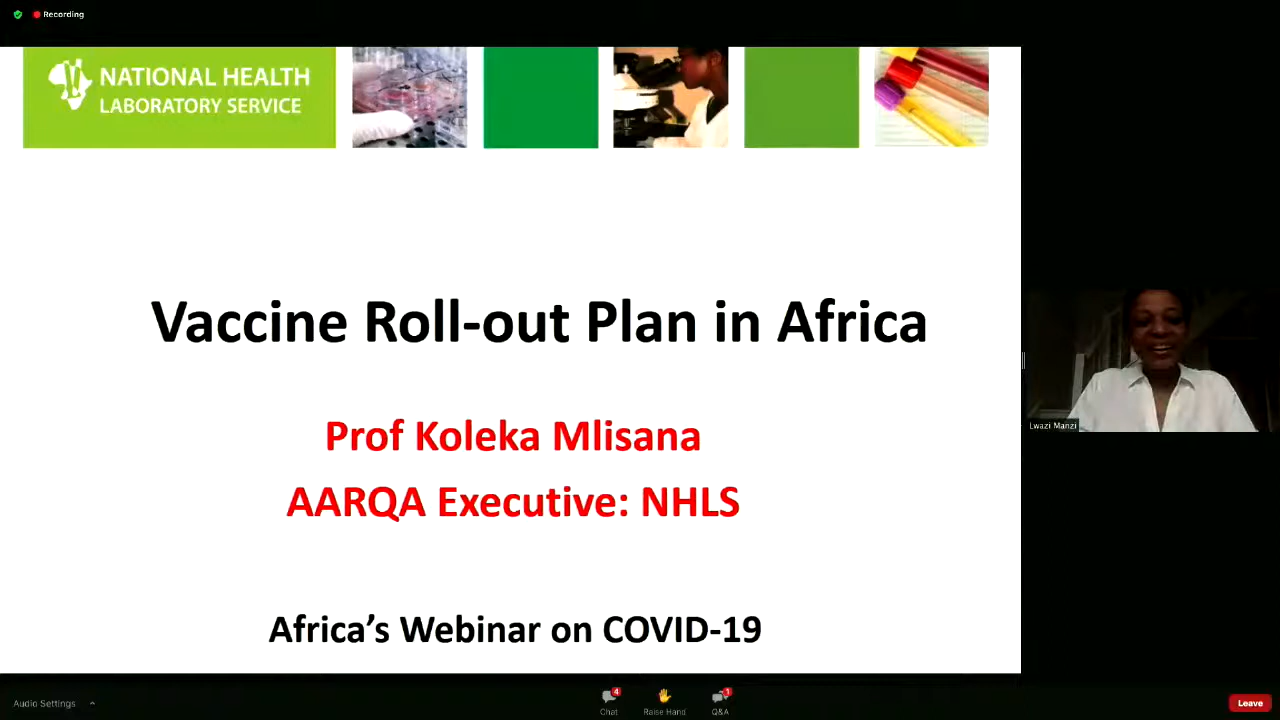 Recording
NATIONAL HEALTH
LABORATORY SERVICE
Vaccine Roll-out Plan in Africa
Prof Koleka Mlisana
AARQA Executive: NHLS
Africa’s Webinar on COVID-19
Lwazi Manzi
Audio Settings
4
Chat
Raise Hand
Q&A
Leave